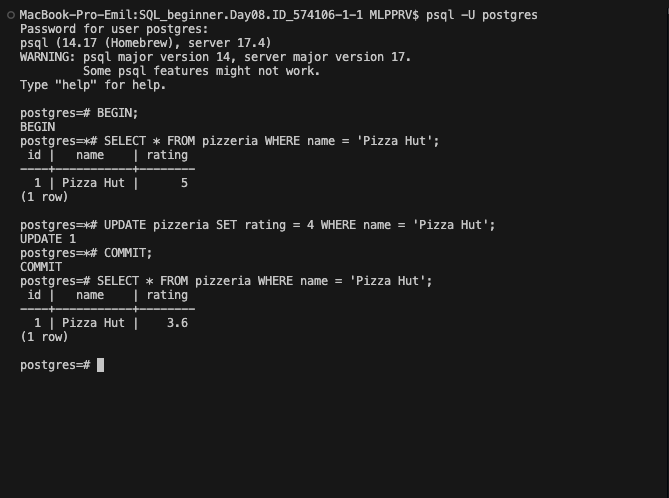 MacBook-Pro-Emil:SQL_beginner.Day08.ID_574106-1-1 MLPPRV$ psql -U postgres
Password for user postgres:
psql (14.17 (Homebrew), server 17.4)
WARNING: psql major version 14, server major version 17.
         Some psql features might not work.
Type "help" for help.

postgres=# BEGIN;
BEGIN
postgres=*# SELECT * FROM pizzeria WHERE name = 'Pizza Hut';
 id |   name    | rating
----+-----------+--------
  1 | Pizza Hut |      5
(1 row)

postgres=*# UPDATE pizzeria SET rating = 4 WHERE name = 'Pizza Hut';
UPDATE 1
postgres=*# COMMIT;
COMMIT
postgres=# SELECT * FROM pizzeria WHERE name = 'Pizza Hut';
 id |   name    | rating
----+-----------+--------
  1 | Pizza Hut |    3.6
(1 row)

postgres=#